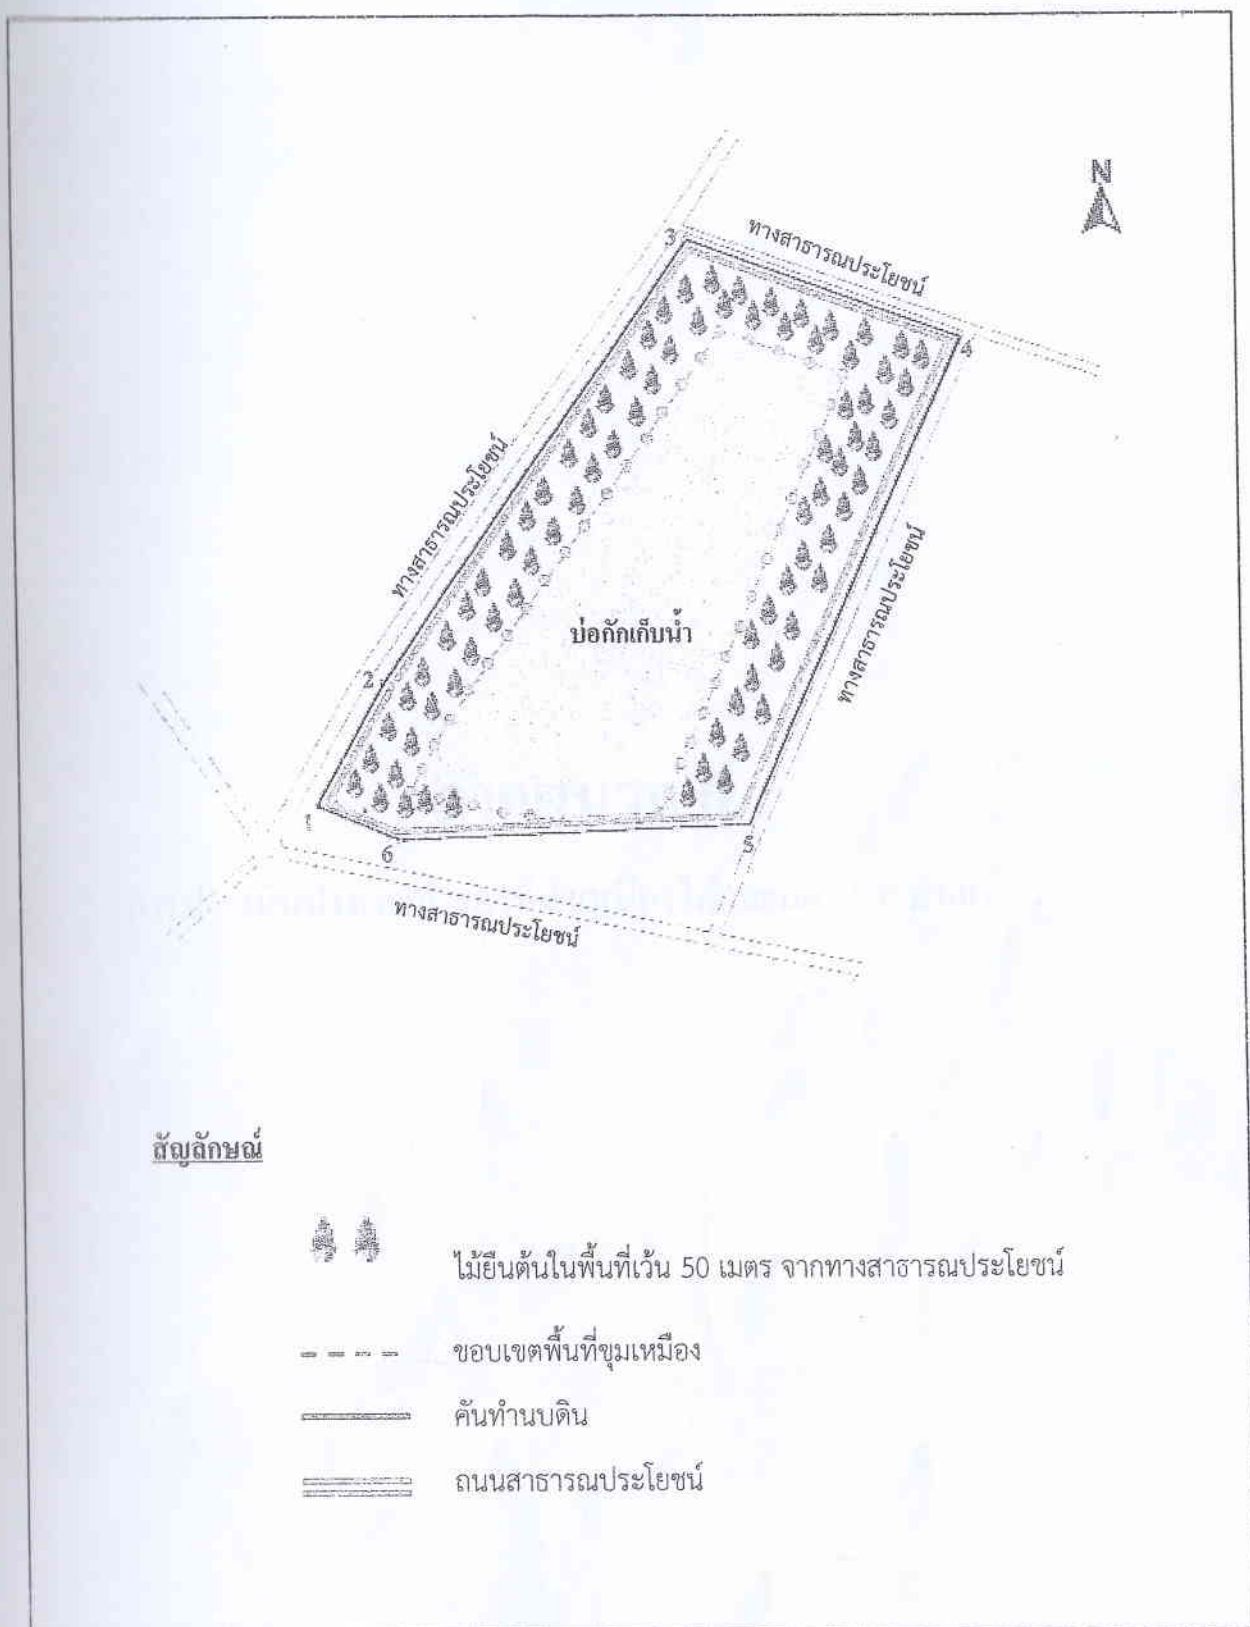 N
3
ทางสาธารณประโยชน์
4
ทางสาธารณประโยชน์
ทางสาธารณประโยชน์
บ่อกักเก็บน้ำ
2
1
6
5
ทางสาธารณประโยชน์
สัญลักษณ์
ไม้ยืนต้นในพื้นที่เว้น 50 เมตร จากทางสาธารณประโยชน์
ขอบเขตพื้นที่ขุมเหมือง
คันทำนบดิน
ถนนสาธารณประโยชน์